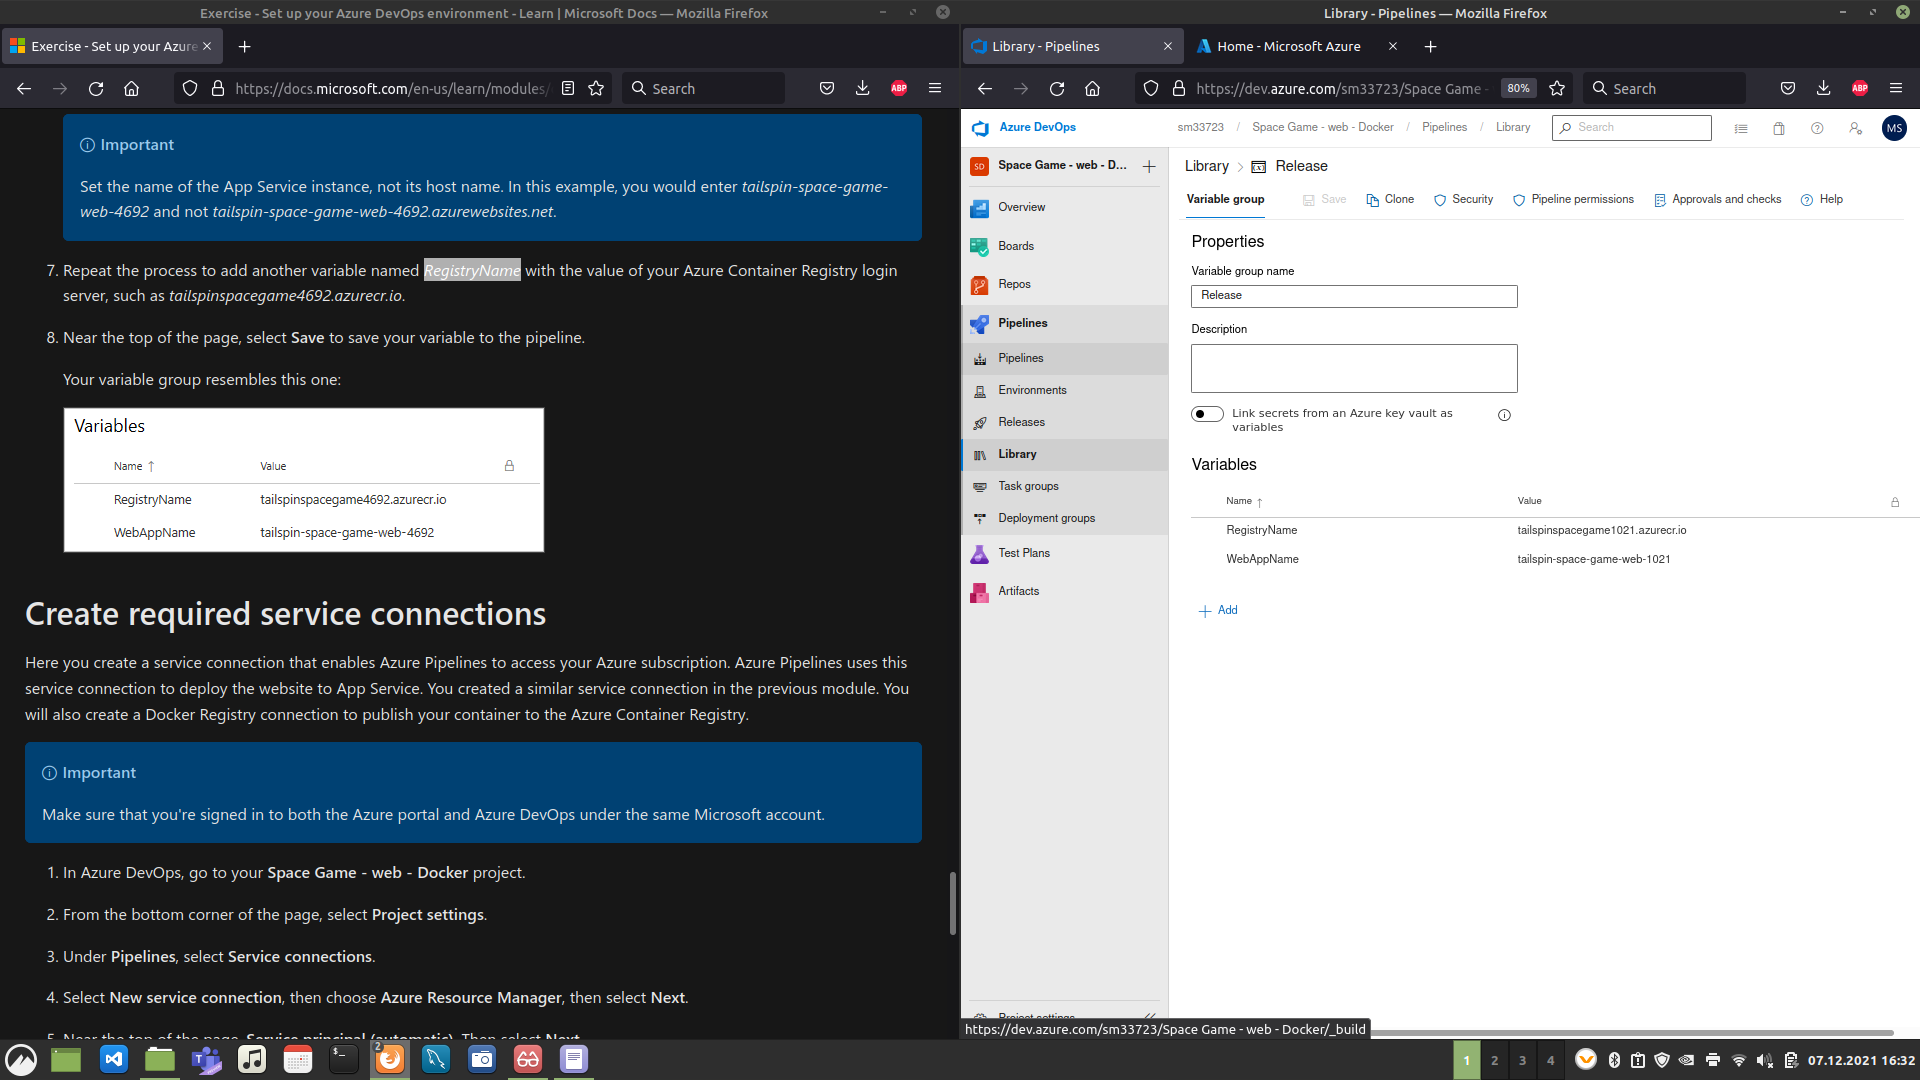 Exercise - Set up your Azure DevOps environment - Learn | Microsoft Docs — Mozilla Firefox
Exercise - Set up your Azure
https://docs.microsoft.com/en-us/learn/modules/
Search
ABP
Important
Set the name of the App Service instance, not its host name. In this example, you would enter tailspin-space-game-
web-4692 and not tailspin-space-game-web-4692.azurewebsites.net.
7. Repeat the process to add another variable named RegistryName with the value of your Azure Container Registry login
server, such as tailspinspacegame4692.azurecr.io.
8. Near the top of the page, select Save to save your variable to the pipeline.
Your variable group resembles this one:
Variables
Name ↑ Value
RegistryName tailspinspacegame4692.azurecr.io
WebAppName tailspin-space-game-web-4692
Create required service connections
Here you create a service connection that enables Azure Pipelines to access your Azure subscription. Azure Pipelines uses this
service connection to deploy the website to App Service. You created a similar service connection in the previous module. You
will also create a Docker Registry connection to publish your container to the Azure Container Registry.
Important
Make sure that you're signed in to both the Azure portal and Azure DevOps under the same Microsoft account.
1. In Azure DevOps, go to your Space Game - web - Docker project.
2. From the bottom corner of the page, select Project settings.
3. Under Pipelines, select Service connections.
4. Select New service connection, then choose Azure Resource Manager, then select Next.
5. Near the top of the page, Service principal (automatic). Then select Next.
Library - Pipelines — Mozilla Firefox
Library - Pipelines
Home - Microsoft Azure
https://dev.azure.com/sm33723/Space Game -
80%
Search
ABP
Azure DevOps
sm33723 / Space Game - web - Docker / Pipelines / Library
Search
MS
SD
Space Game - web - D...
Overview
Boards
Repos
Pipelines
Pipelines
Environments
Releases
Library
Task groups
Deployment groups
Test Plans
Artifacts
Project settings
Library > Release
Variable group Save Clone Security Pipeline permissions Approvals and checks Help
Properties
Variable group name
Release
Description
Link secrets from an Azure key vault as
variables
Variables
Name ↑ Value
RegistryName tailspinspacegame1021.azurecr.io
WebAppName tailspin-space-game-web-1021
Add
https://dev.azure.com/sm33723/Space Game - web - Docker/_build
2
1 2 3 4
07.12.2021 16:32